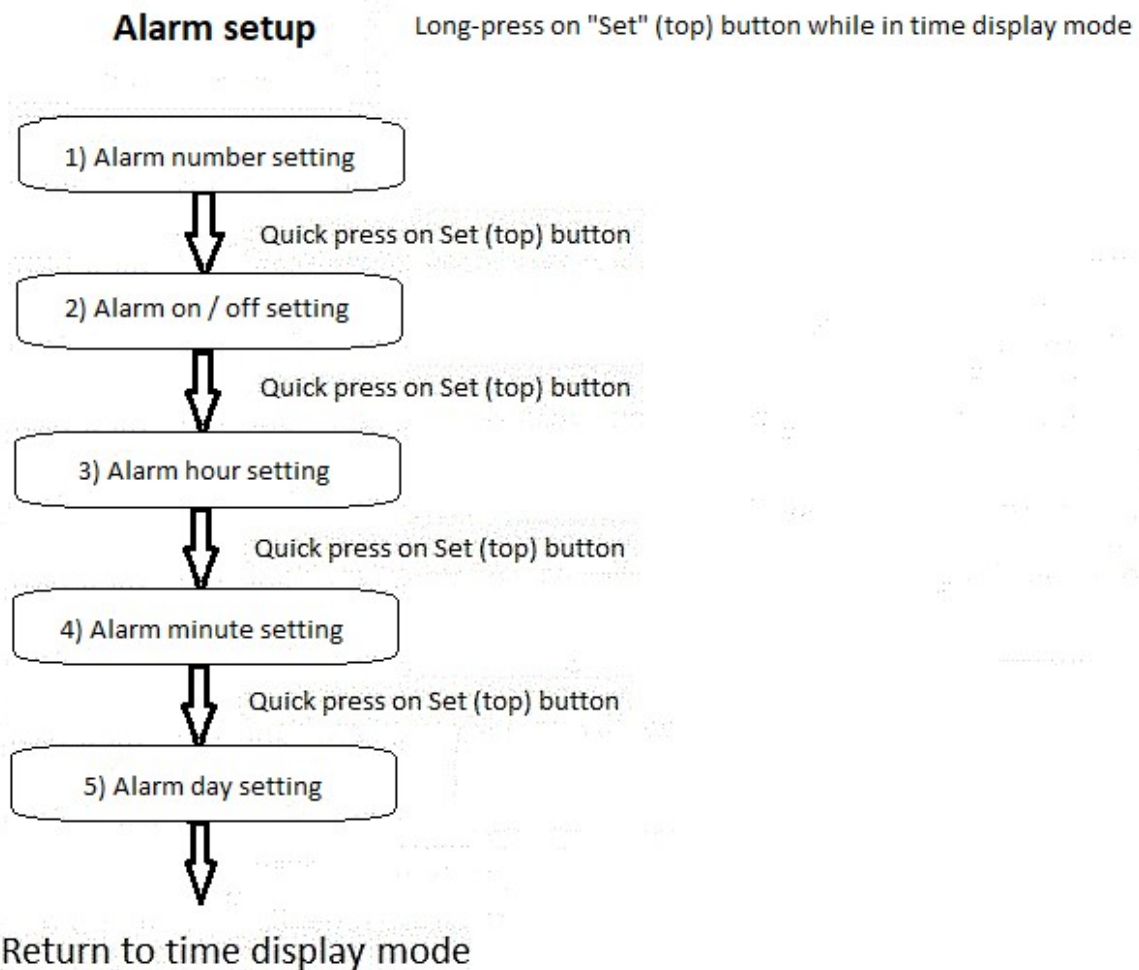 Alarm setup
Long-press on "Set" (top) button while in time display mode
1) Alarm number setting
Quick press on Set (top) button
2) Alarm on / off setting
Quick press on Set (top) button
3) Alarm hour setting
Quick press on Set (top) button
4) Alarm minute setting
Quick press on Set (top) button
5) Alarm day setting
Return to time display mode